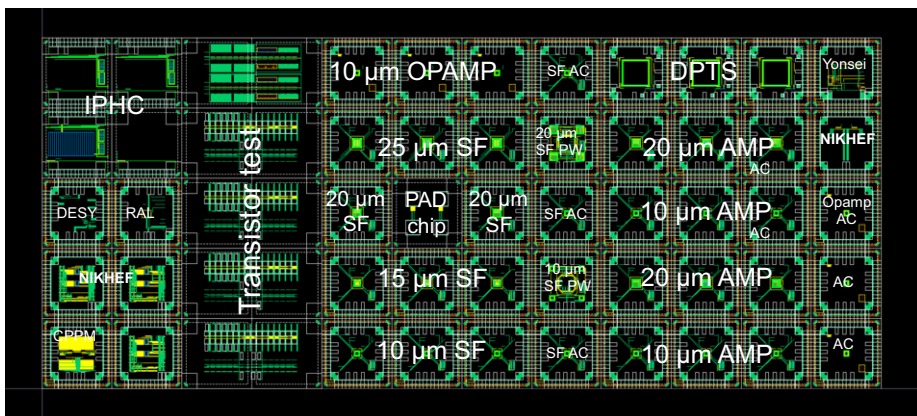 10 µm OPAMP
SF AC
DPTS
Yonsei
IPHC
Transistor test
25 µm SF
20 µm
SF PW
20 µm AMP
AC
NIKHEF
DESY
RAL
20 µm
SF
PAD
chip
20 µm
SF
SF AC
10 µm AMP
AC
Opamp
AC
NIKHEF
15 µm SF
10 µm
SF PW
20 µm AMP
AC
CPPM
10 µm SF
SF AC
10 µm AMP
AC